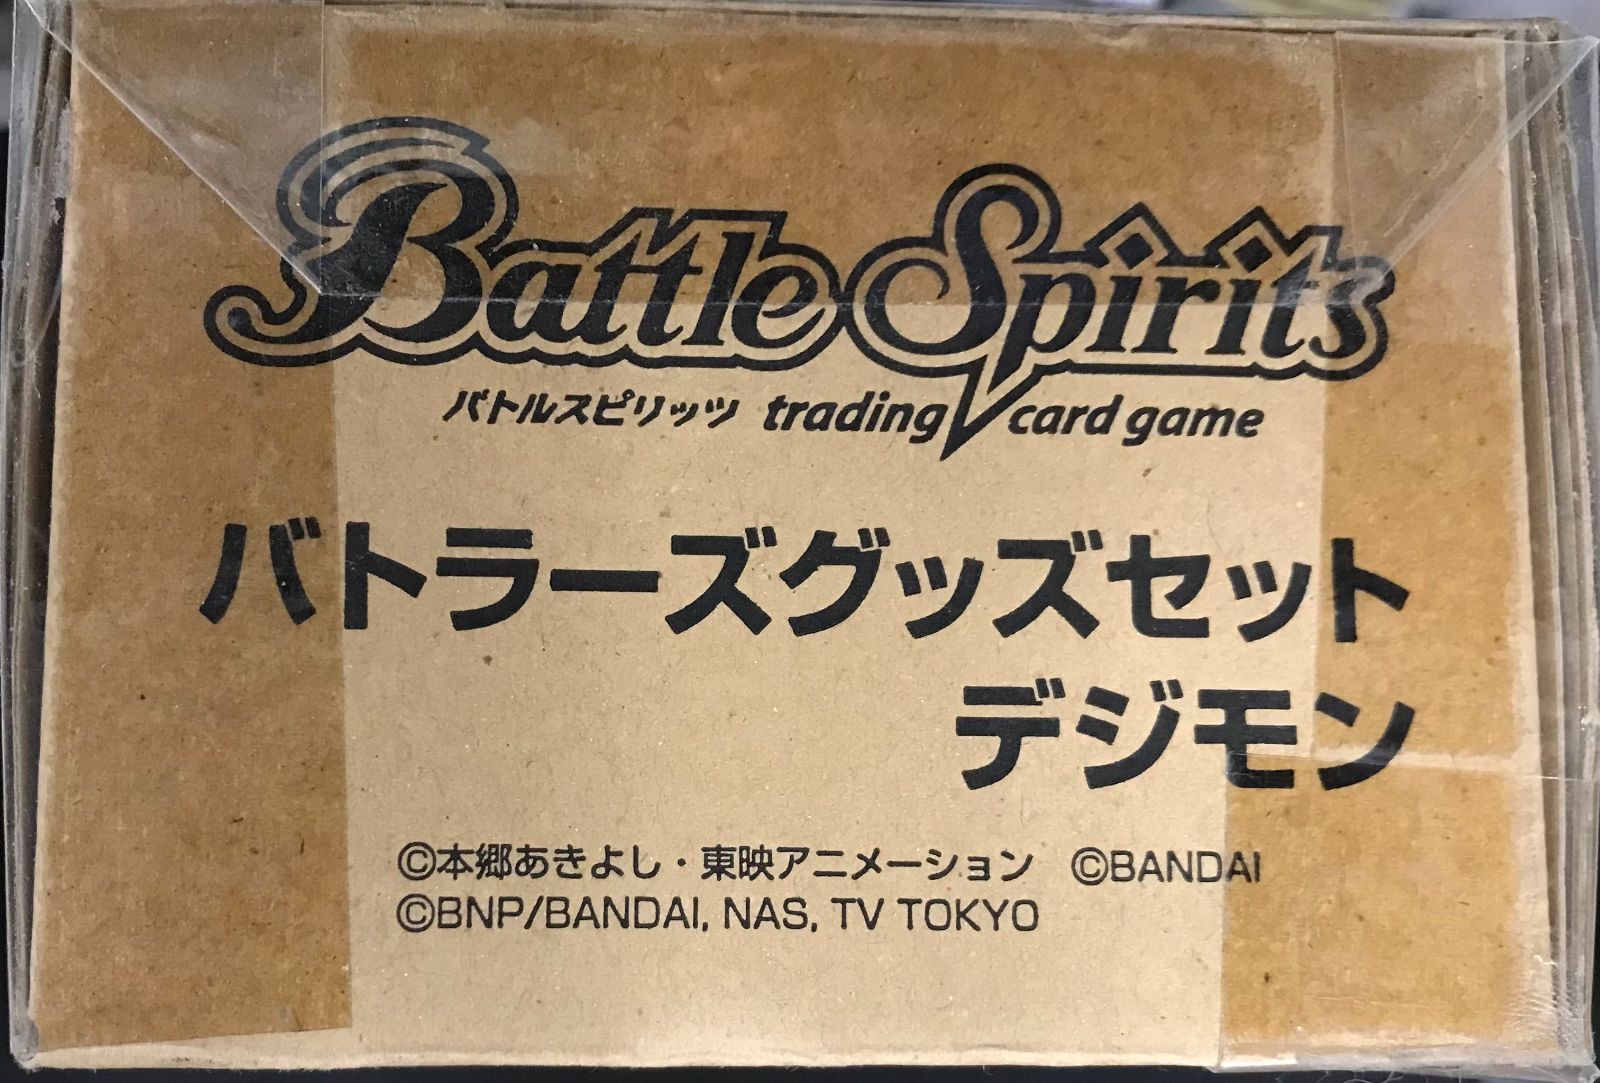 Battle Spirits
バトルスピリッツ trading card game
バトラーズグッズセット
デジモン
©本郷あきよし・東映アニメーション ©BANDAI
©BNP/BANDAI, NAS, TV TOKYO